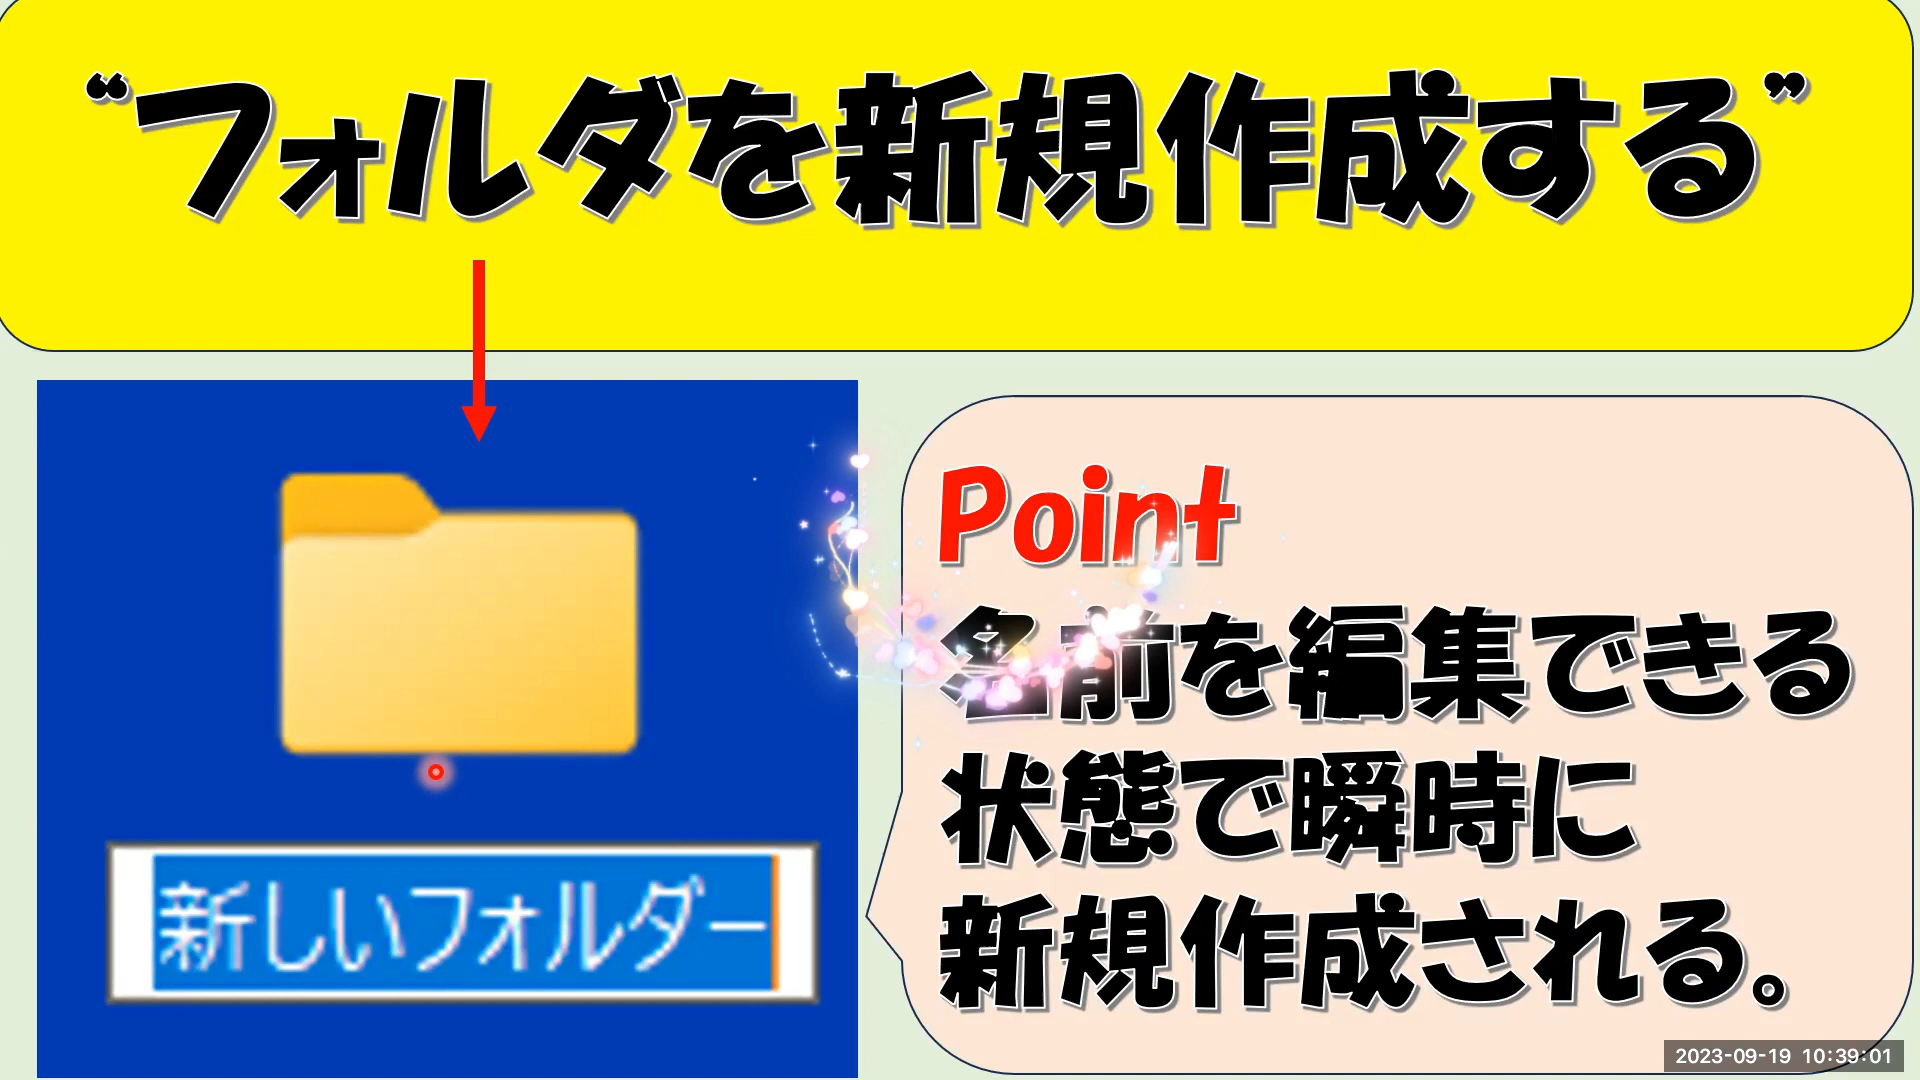 “フォルダを新規作成する”
新しいフォルダー
Point
名前を編集できる
状態で瞬時に
新規作成される。
2023-09-19 10:39:01